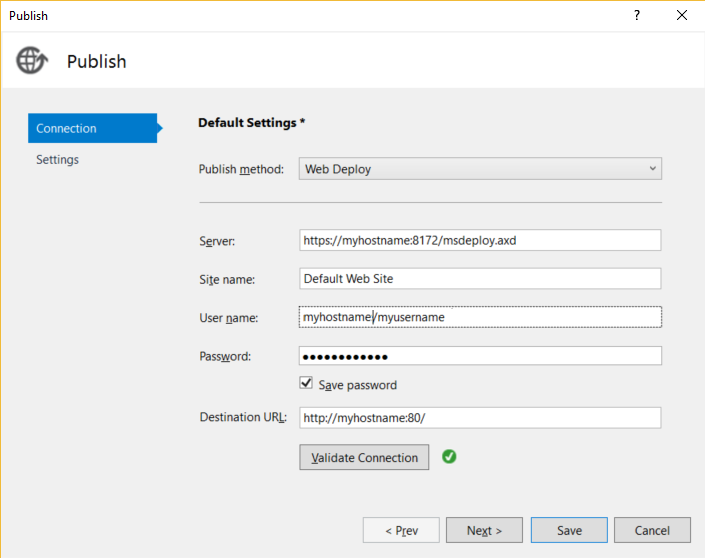 Publish
?
Publish
Connection
Settings
Default Settings *
Publish method: Web Deploy
Server: https://myhostname:8172/msdeploy.axd
Site name: Default Web Site
User name: myhostname/myusername
Password: ●●●●●●●●●●●●
Save password
Destination URL: http://myhostname:80/
Validate Connection
< Prev Next > Save Cancel